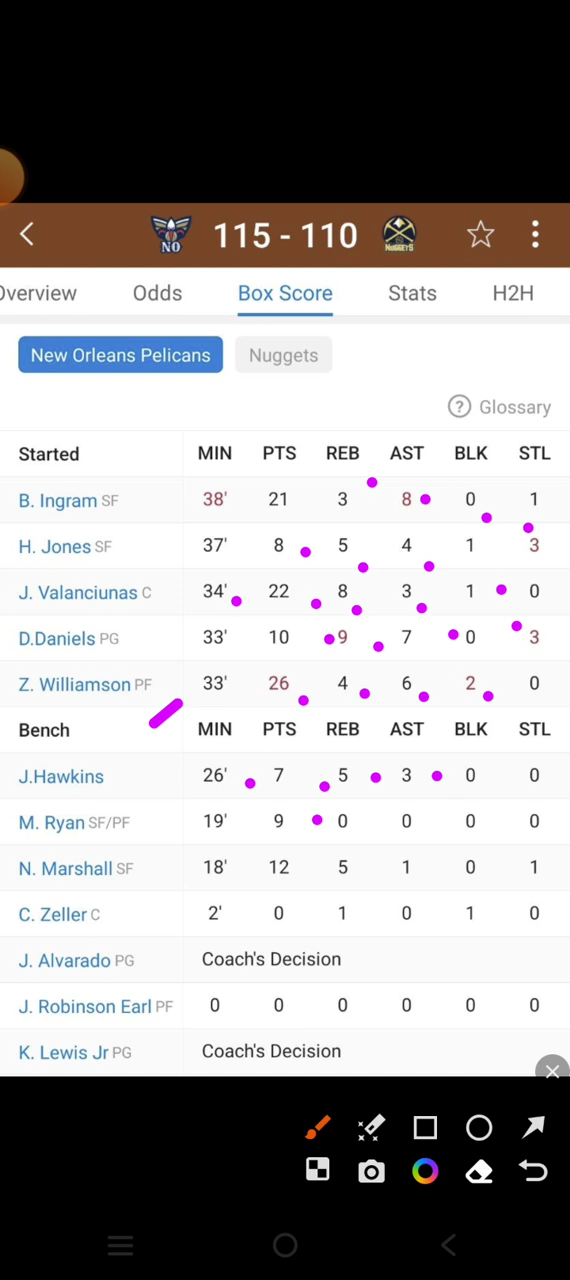 NO 115 - 110 NUGGETS
Overview Odds Box Score Stats H2H
New Orleans Pelicans Nuggets
? Glossary
Started MIN PTS REB AST BLK STL
B. Ingram SF 38' 21 3 8 0 1
H. Jones SF 37' 8 5 4 1 3
J. Valanciunas C 34' 22 8 3 1 0
D.Daniels PG 33' 10 9 7 0 3
Z. Williamson PF 33' 26 4 6 2 0
Bench MIN PTS REB AST BLK STL
J.Hawkins 26' 7 5 3 0 0
M. Ryan SF/PF 19' 9 0 0 0 0
N. Marshall SF 18' 12 5 1 0 1
C. Zeller C 2' 0 1 0 1 0
J. Alvarado PG Coach's Decision
J. Robinson Earl PF 0 0 0 0 0 0
K. Lewis Jr PG Coach's Decision